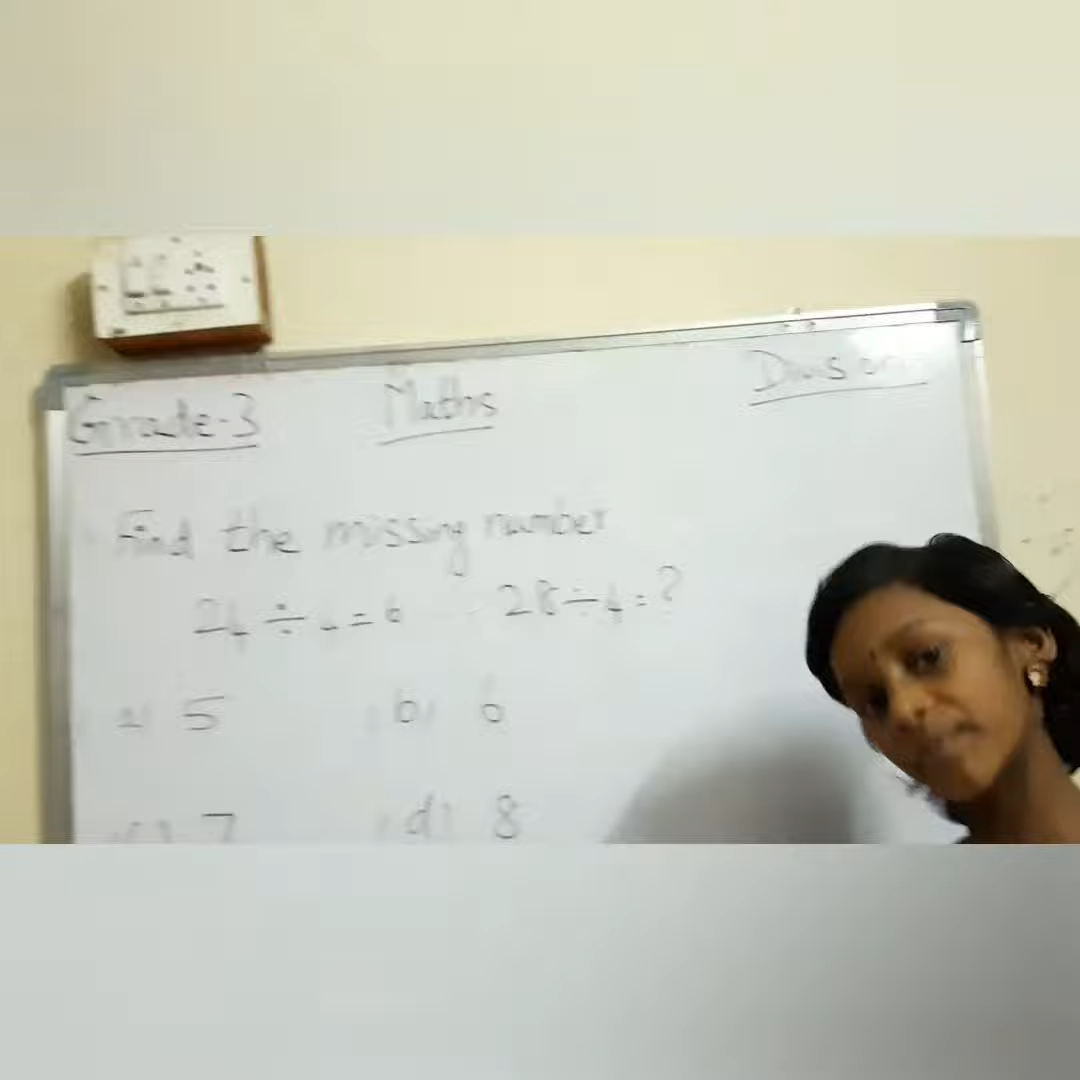 Grade-3 Maths Division
Find the missing number
24 ÷ 4 = 6 28 ÷ 4 = ?
a) 5 b) 6
c) 7 d) 8